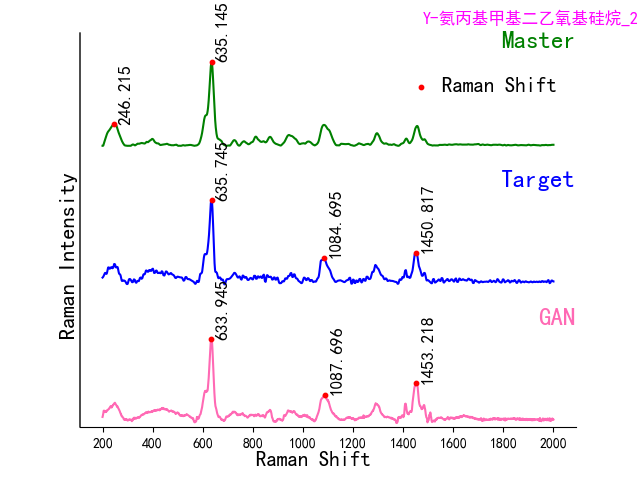 Y-氨丙基甲基二乙氧基硅烷_2
Master
Raman Shift
246.215
635.145
Target
635.745
1084.695
1450.817
GAN
633.945
1087.696
1453.218
Raman Intensity
200 400 600 800 1000 1200 1400 1600 1800 2000
Raman Shift